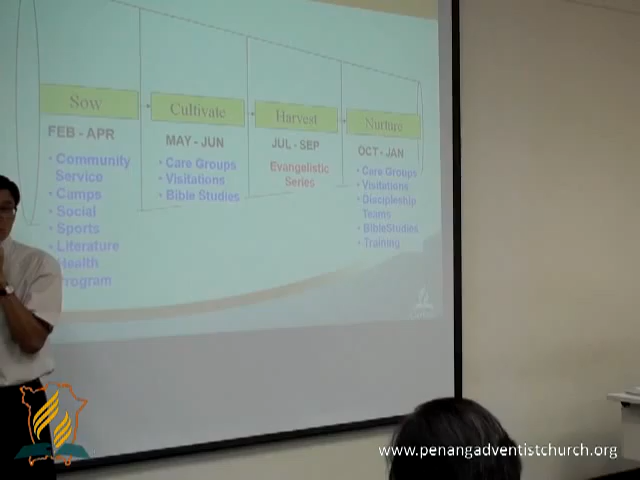 Sow
FEB - APR
• Community
Service
• Camps
• Social
• Sports
• Literature
Health
Program
Cultivate
MAY - JUN
• Care Groups
• Visitations
• Bible Studies
Harvest
JUL - SEP
Evangelistic
Series
Nurture
OCT - JAN
• Care Groups
• Visitations
• Discipleship
Teams
• BibleStudies
• Training
www.penangadventistchurch.org